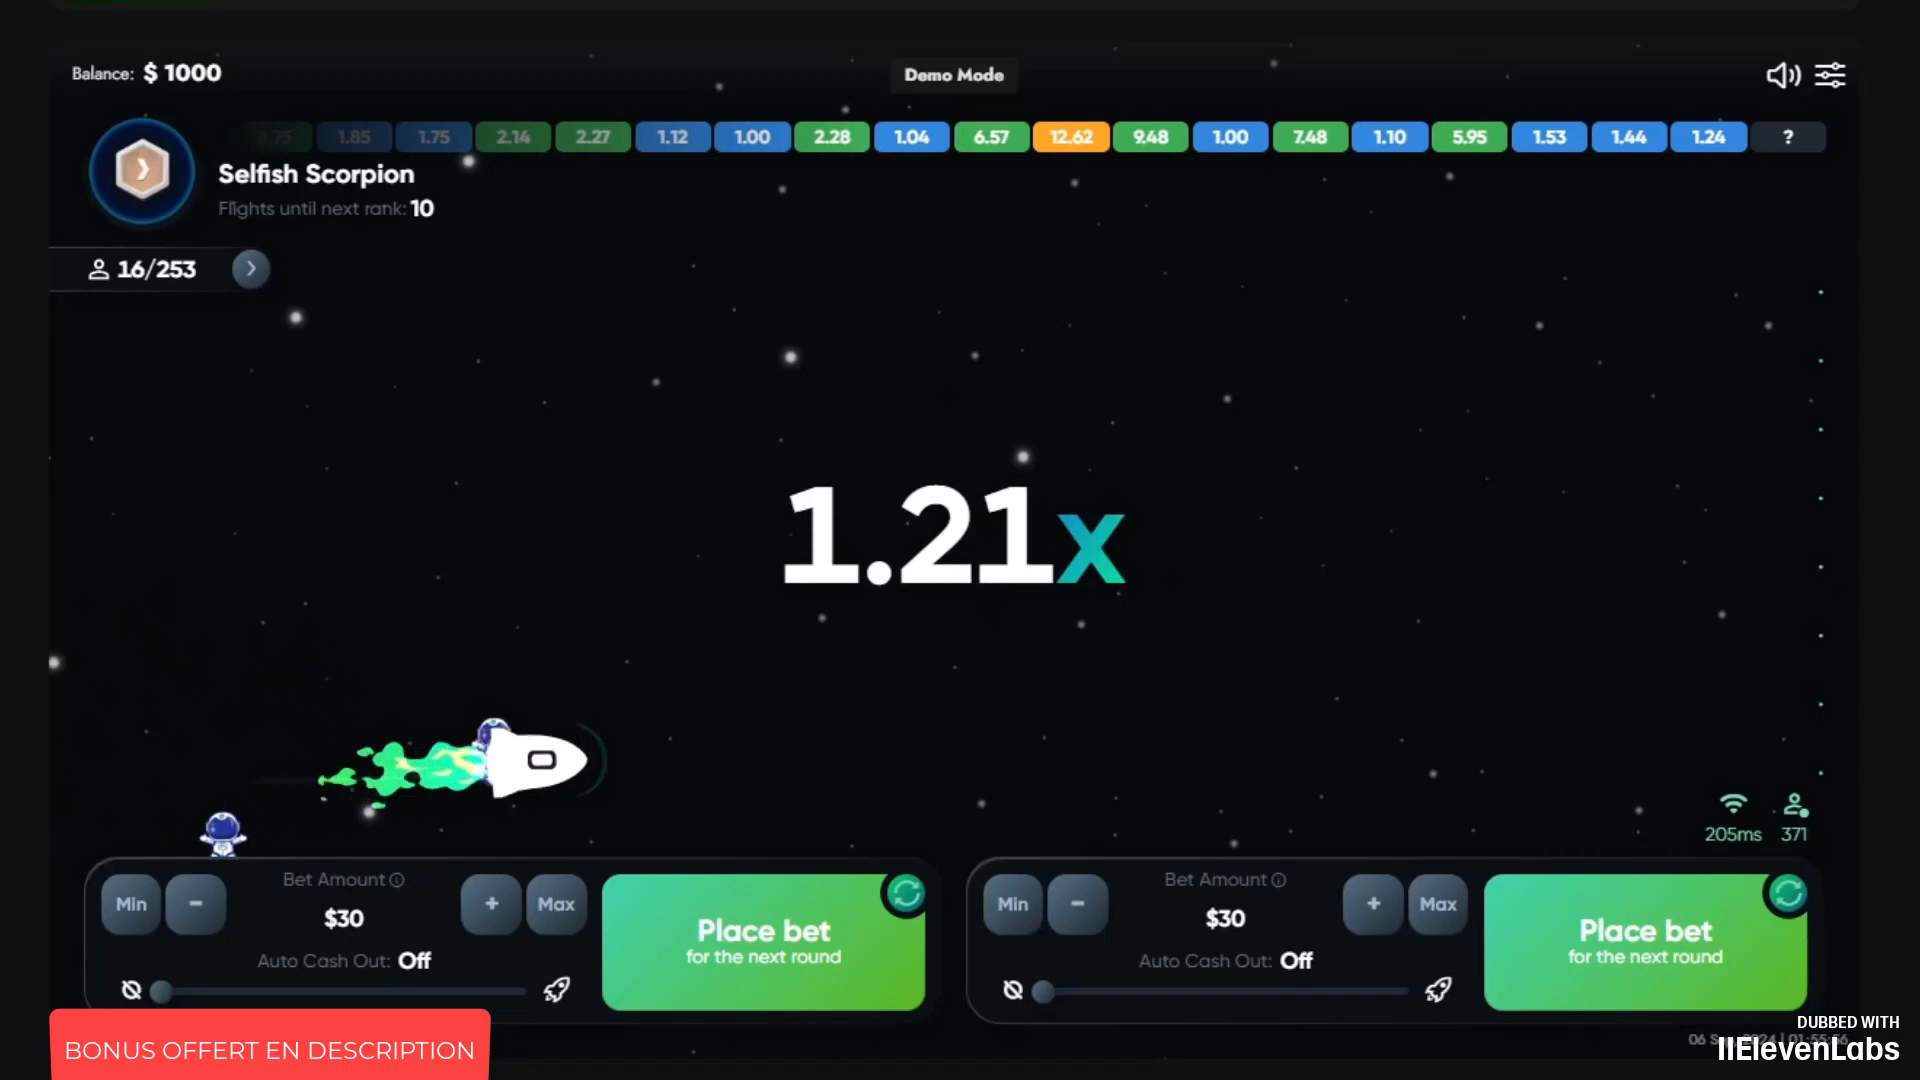 Balance: $ 1000
Demo Mode
1.85 1.75 2.14 2.27 1.12 1.00 2.28 1.04 6.57 12.62 9.48 1.00 7.48 1.10 5.95 1.53 1.44 1.24 ?
Selfish Scorpion
Flights until next rank: 10
16/253
1.21x
205ms 371
Min - Bet Amount $30 + Max
Auto Cash Out: Off
Place bet
for the next round
Min - Bet Amount $30 + Max
Auto Cash Out: Off
Place bet
for the next round
BONUS OFFERT EN DESCRIPTION
DUBBED WITH
IIElevenLabs